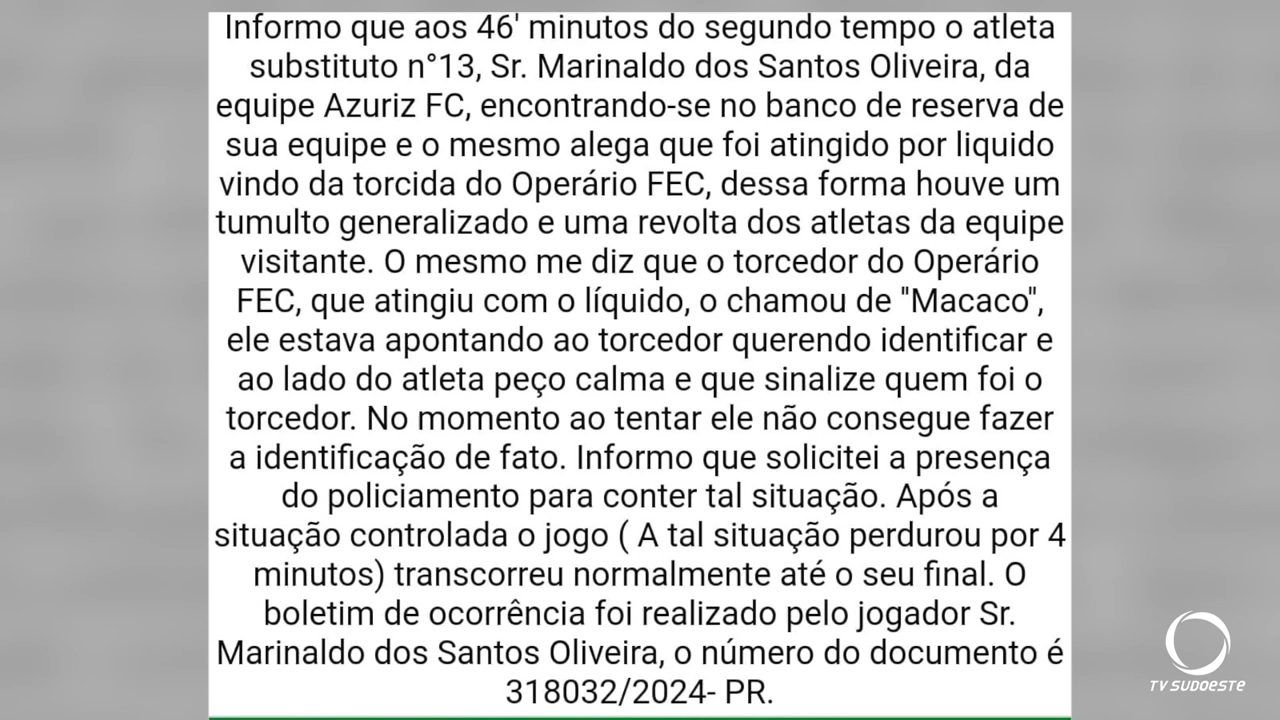 Informo que aos 46' minutos do segundo tempo o atleta
substituto n°13, Sr. Marinaldo dos Santos Oliveira, da
equipe Azuriz FC, encontrando-se no banco de reserva de
sua equipe e o mesmo alega que foi atingido por liquido
vindo da torcida do Operário FEC, dessa forma houve um
tumulto generalizado e uma revolta dos atletas da equipe
visitante. O mesmo me diz que o torcedor do Operário
FEC, que atingiu com o líquido, o chamou de "Macaco",
ele estava apontando ao torcedor querendo identificar e
ao lado do atleta peço calma e que sinalize quem foi o
torcedor. No momento ao tentar ele não consegue fazer
a identificação de fato. Informo que solicitei a presença
do policiamento para conter tal situação. Após a
situação controlada o jogo ( A tal situação perdurou por 4
minutos) transcorreu normalmente até o seu final. O
boletim de ocorrência foi realizado pelo jogador Sr.
Marinaldo dos Santos Oliveira, o número do documento é
318032/2024- PR.
TV SUDOESTE